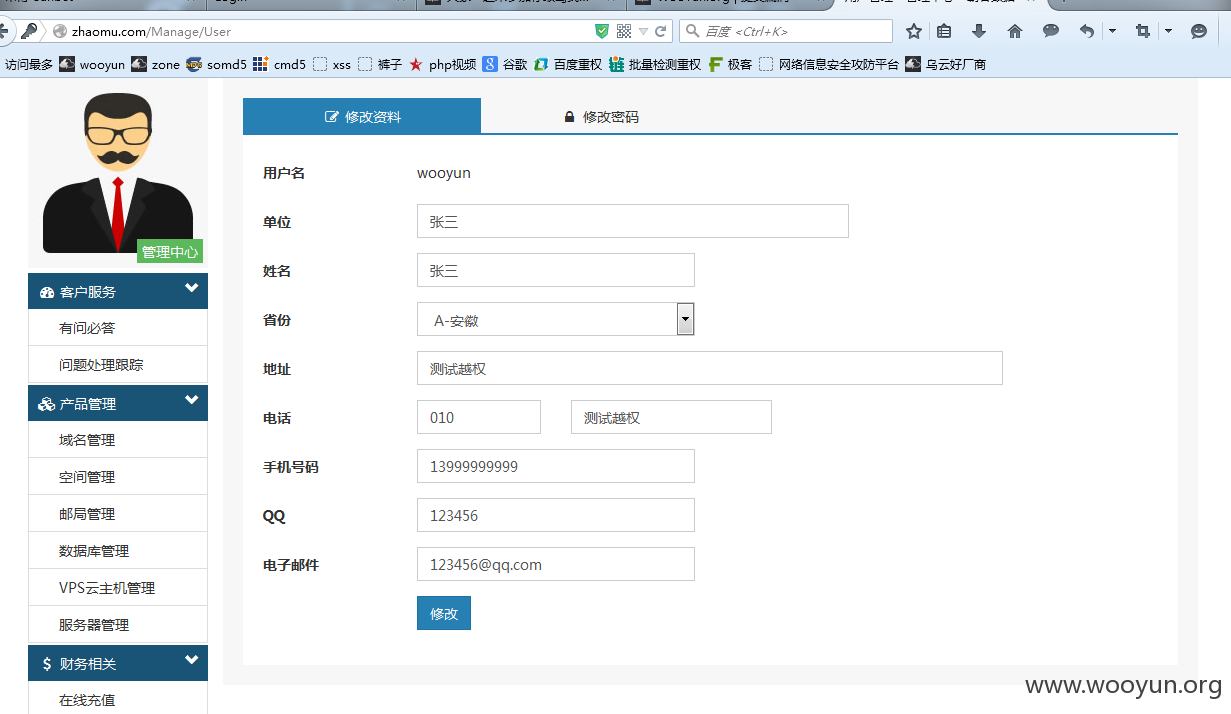 zhaomu.com/Manage/User
百度 <Ctrl+K>
访问最多 wooyun zone somd5 cmd5 xss 裤子 php视频 谷歌 百度权重 批量检测权重 极客 网络信息安全攻防平台 乌云好厂商
修改资料 修改密码
管理中心
客户服务
有问必答
问题处理跟踪
产品管理
域名管理
空间管理
邮局管理
数据库管理
VPS云主机管理
服务器管理
财务相关
在线充值
用户名 wooyun
单位 张三
姓名 张三
省份 A-安徽
地址 测试越权
电话 010 测试越权
手机号码 13999999999
QQ 123456
电子邮件 123456@qq.com
修改
www.wooyun.org